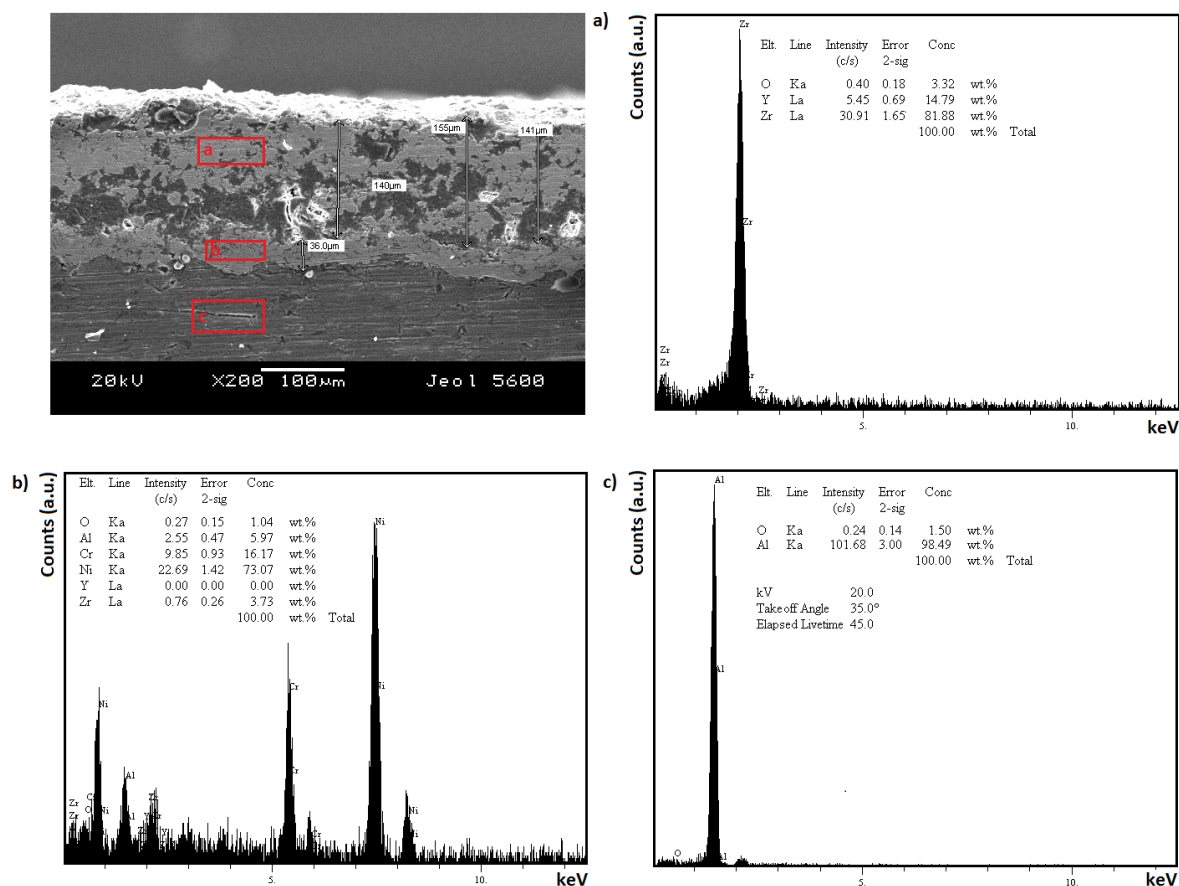 a
b
c
155µm
141µm
140µm
36.0µm
20kV X200 100µm Jeol 5600
a)
Counts (a.u.)
Elt. Line Intensity Error Conc
(c/s) 2-sig
O Ka 0.40 0.18 3.32 wt.%
Y La 5.45 0.69 14.79 wt.%
Zr La 30.91 1.65 81.88 wt.%
100.00 wt.% Total
Zr
Zr
Zr
Zr
Zr
5. 10. keV
b)
Counts (a.u.)
Elt. Line Intensity Error Conc
(c/s) 2-sig
O Ka 0.27 0.15 1.04 wt.%
Al Ka 2.55 0.47 5.97 wt.%
Cr Ka 9.85 0.93 16.17 wt.%
Ni Ka 22.69 1.42 73.07 wt.%
Y La 0.00 0.00 0.00 wt.%
Zr La 0.76 0.26 3.73 wt.%
100.00 wt.% Total
Ni
Ni
Ni
Cr
Cr
Al
Zr
Zr
O
Ni
Al
Y
Cr
Ni
Ni
5. 10. keV
c)
Counts (a.u.)
Al
Elt. Line Intensity Error Conc
(c/s) 2-sig
O Ka 0.24 0.14 1.50 wt.%
Al Ka 101.68 3.00 98.49 wt.%
100.00 wt.% Total
kV 20.0
Takeoff Angle 35.0°
Elapsed Livetime 45.0
Al
O
Al
5. 10. keV